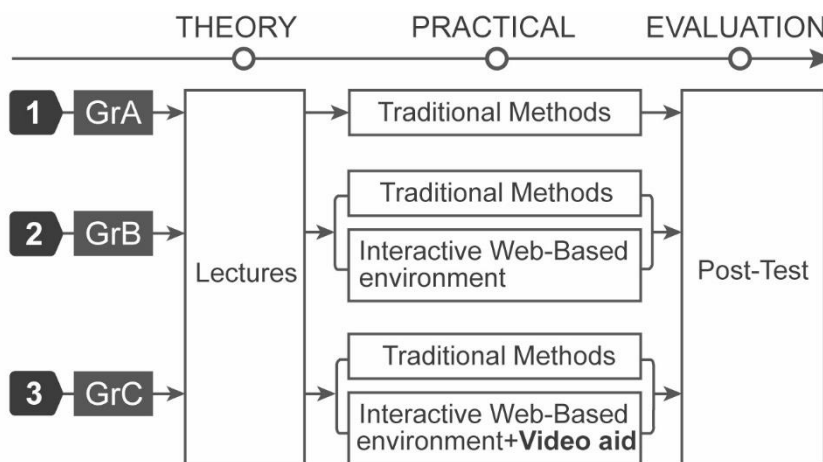 THEORY PRACTICAL EVALUATION
1 GrA Traditional Methods
Traditional Methods
2 GrB
Interactive Web-Based
environment
Lectures
Post-Test
Traditional Methods
3 GrC
Interactive Web-Based
environment+Video aid